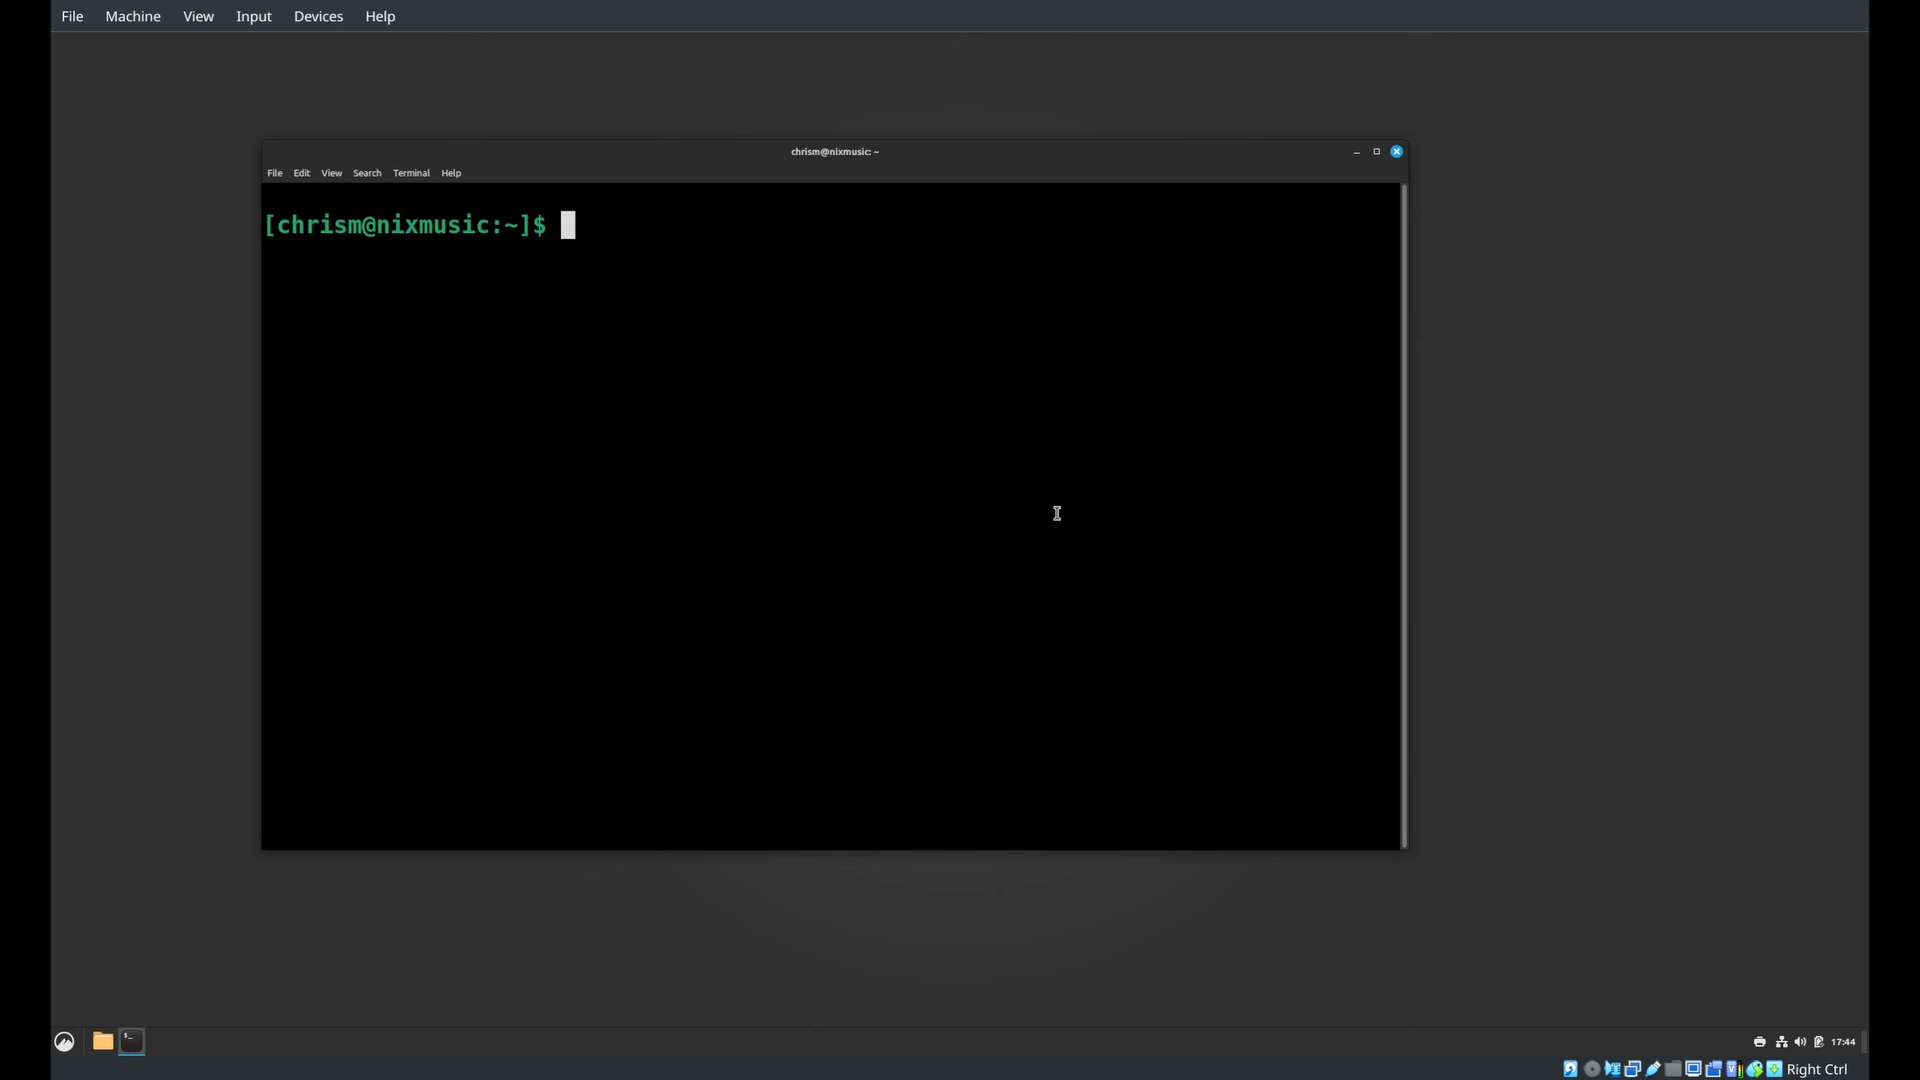 File Machine View Input Devices Help
chrism@nixmusic: ~
File Edit View Search Terminal Help
[chrism@nixmusic:~]$
17:44
Right Ctrl